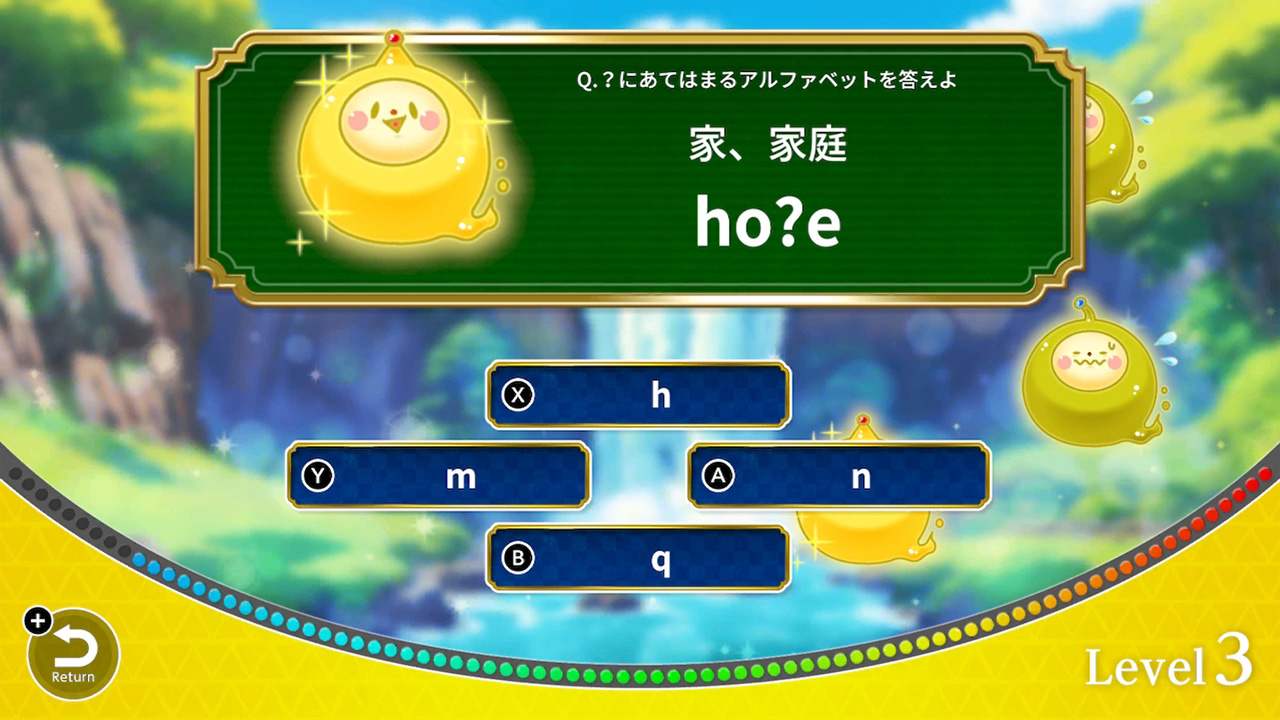 Q.？にあてはまるアルファベットを答えよ
家、家庭
ho?e
X h
Y m
A n
B q
+
Return
Level 3